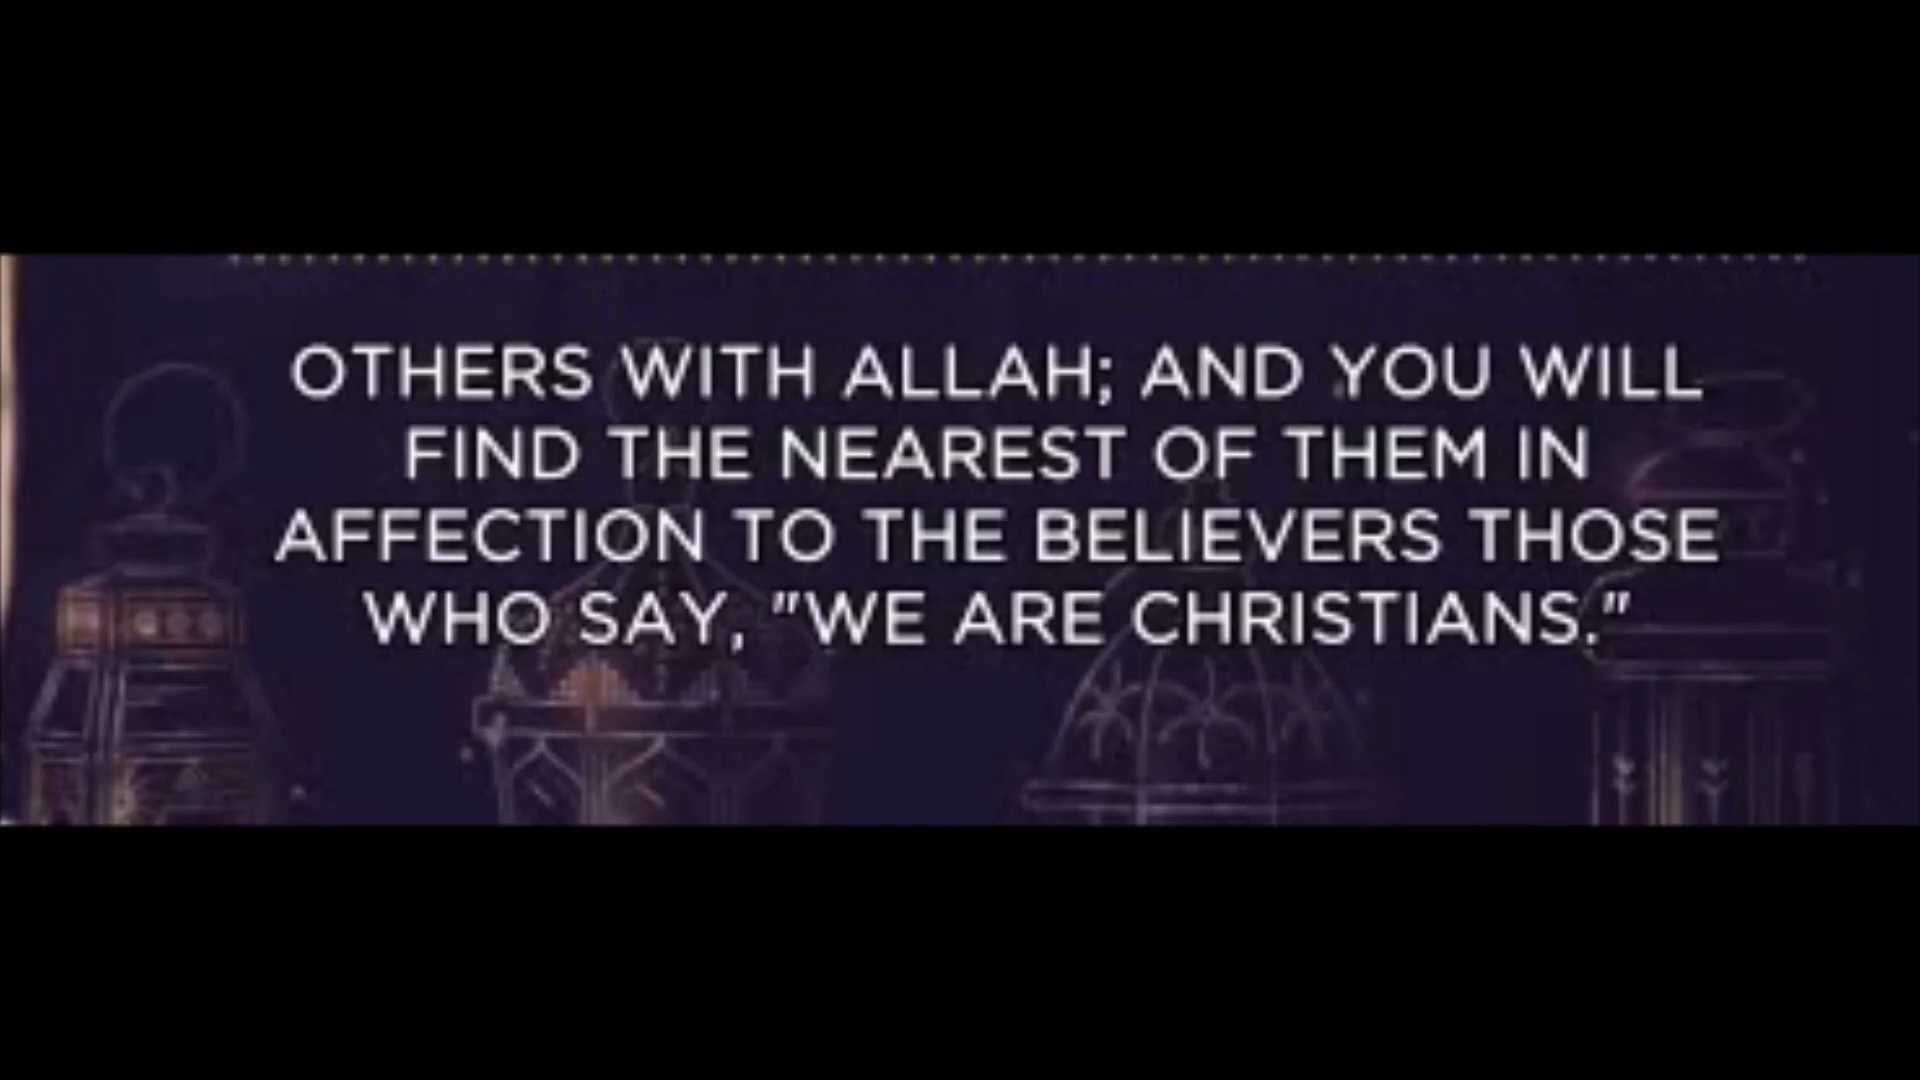 OTHERS WITH ALLAH; AND YOU WILL
FIND THE NEAREST OF THEM IN
AFFECTION TO THE BELIEVERS THOSE
WHO SAY, "WE ARE CHRISTIANS."